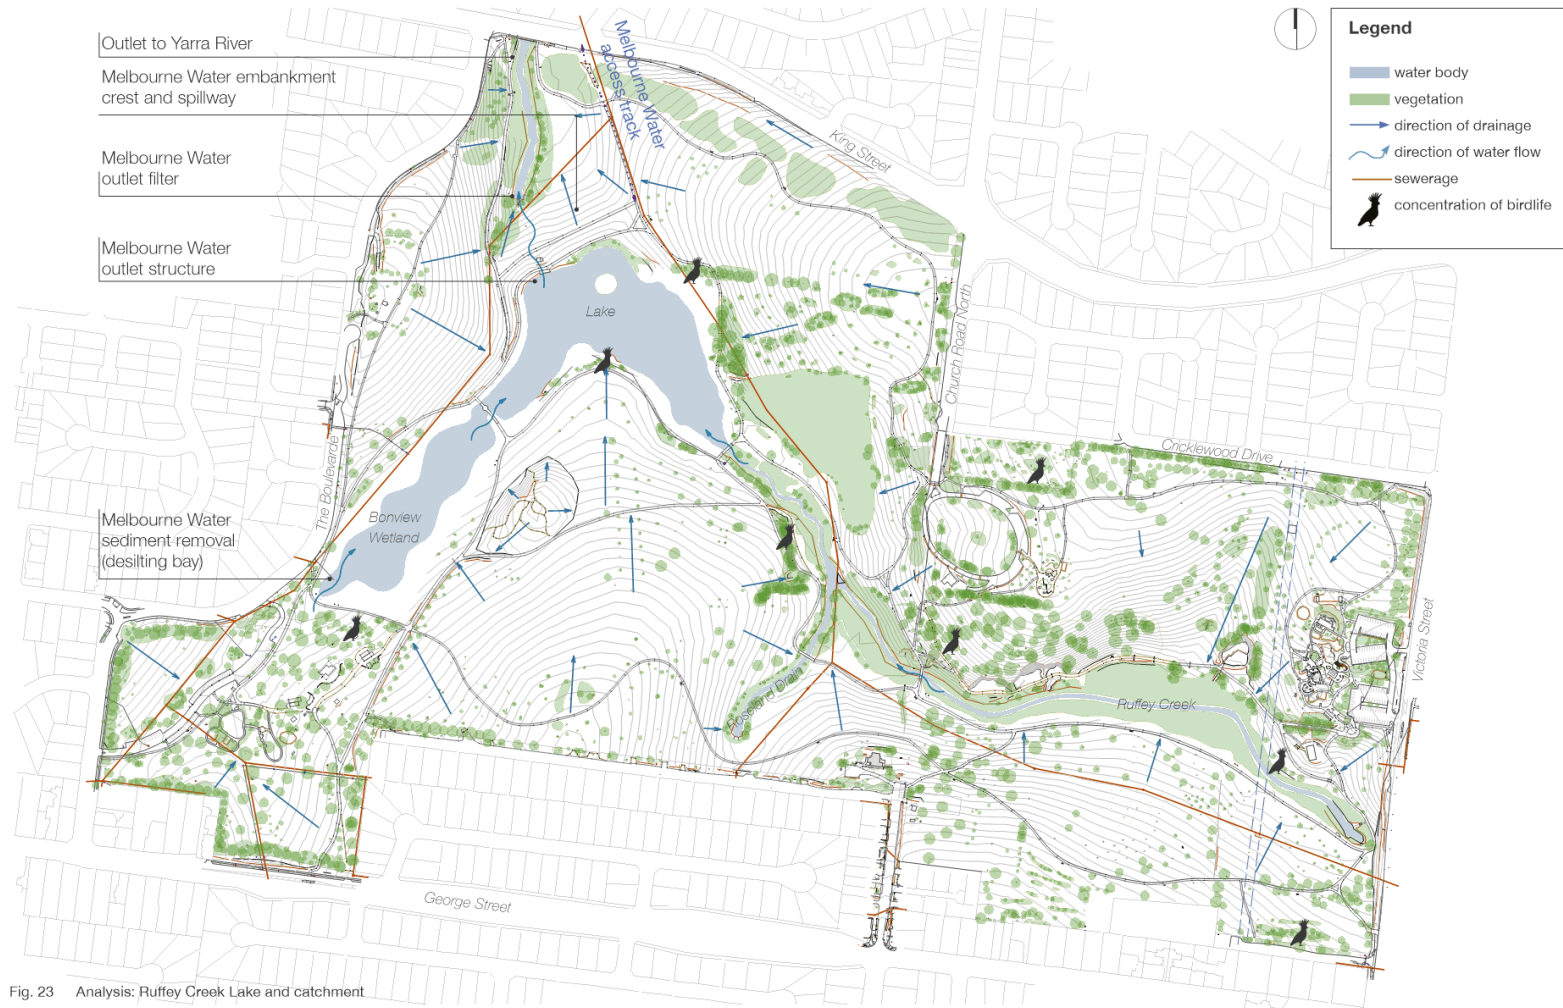 Outlet to Yarra River
Melbourne Water embankment
crest and spillway
Melbourne Water
outlet filter
Melbourne Water
outlet structure
Melbourne Water
sediment removal
(desilting bay)
Melbourne Water
access track
King Street
Church Road North
Cricklewood Drive
Victoria Street
The Boulevarde
George Street
Lake
Bonview
Wetland
Roseland Drain
Ruffey Creek
Legend
water body
vegetation
direction of drainage
direction of water flow
sewerage
concentration of birdlife
Fig. 23 Analysis: Ruffey Creek Lake and catchment